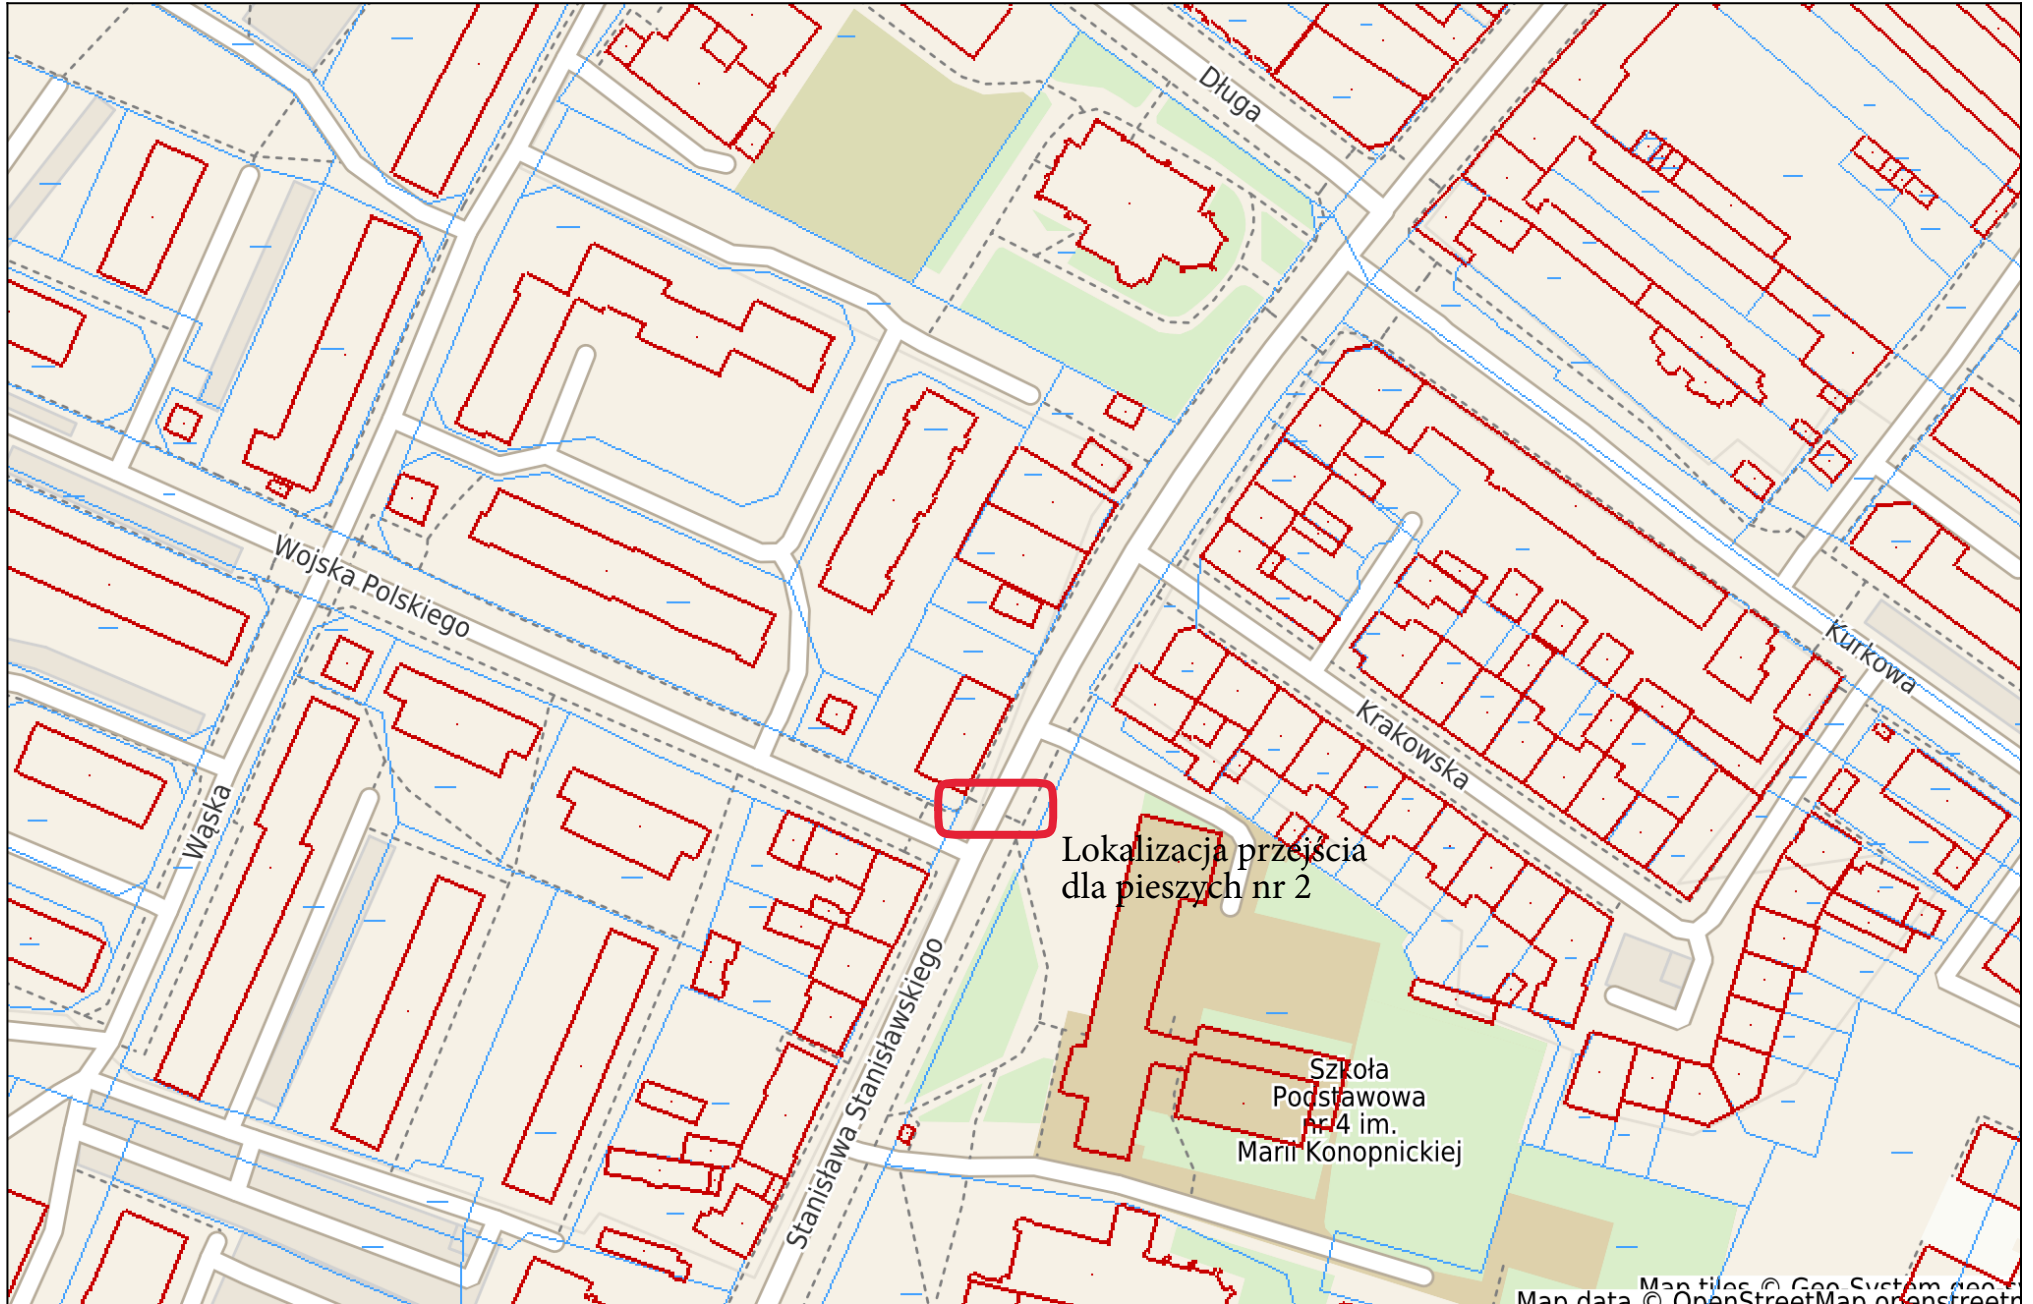 Długa
Wojska Polskiego
Kurkowa
Krakowska
Wąska
Lokalizacja przejścia
dla pieszych nr 2
Stanisława Stanisławskiego
Szkoła
Podstawowa
nr 4 im.
Marii Konopnickiej
Map tiles © Geo-System
Map data © OpenStreetMap